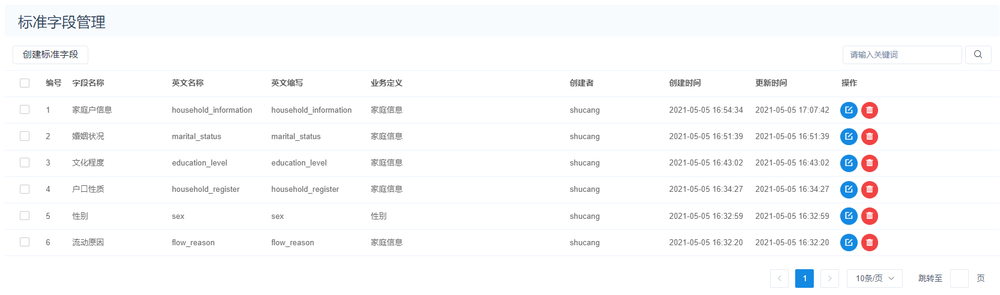 标准字段管理
创建标准字段 请输入关键词
编号 字段名称 英文名称 英文缩写 业务定义 创建者 创建时间 更新时间 操作
1 家庭户信息 household_information household_information 家庭信息 shucang 2021-05-05 16:54:34 2021-05-05 17:07:42
2 婚姻状况 marital_status marital_status 家庭信息 shucang 2021-05-05 16:51:39 2021-05-05 16:51:39
3 文化程度 education_level education_level 家庭信息 shucang 2021-05-05 16:43:02 2021-05-05 16:43:02
4 户口性质 household_register household_register 家庭信息 shucang 2021-05-05 16:34:27 2021-05-05 16:34:27
5 性别 sex sex 性别 shucang 2021-05-05 16:32:59 2021-05-05 16:32:59
6 流动原因 flow_reason flow_reason 家庭信息 shucang 2021-05-05 16:32:20 2021-05-05 16:32:20
1 10条/页 跳转至 页